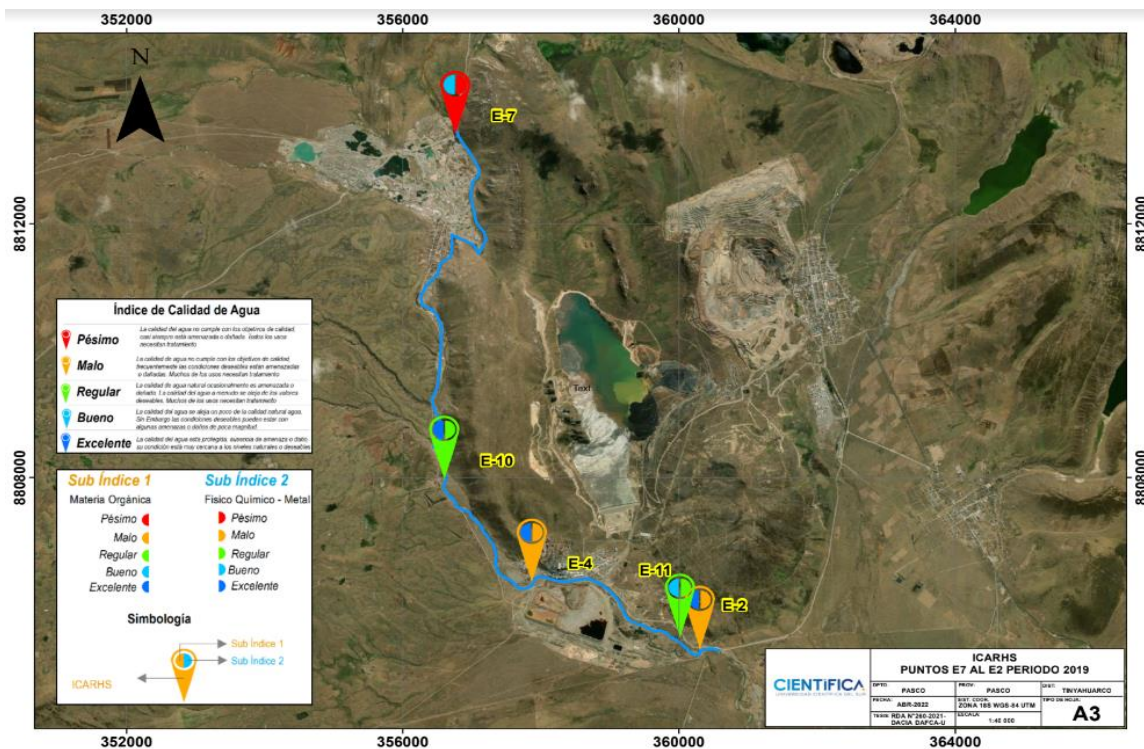 352000
356000
360000
364000
N
E-7
8812000
8812000
Índice de Calidad de Agua
Pésimo
La calidad del agua no cumple con los objetivos de calidad, casi siempre está amenazada o dañada. Todos los usos necesitan tratamiento
Malo
La calidad de agua no cumple con los objetivos de calidad, frecuentemente las condiciones deseables están amenazadas o dañadas. Muchos de los usos necesitan tratamiento
Regular
La calidad de agua natural ocasionalmente es amenazada o dañada. La calidad del agua a menudo se aleja de los valores deseables. Muchos de los usos necesitan tratamiento
Bueno
La calidad del agua se aleja un poco de la calidad natural agua. Sin Embargo las condiciones deseables pueden estar con algunas amenazas o daños de poca magnitud
Excelente
La calidad del agua está protegida, ausencia de amenaza o daño, su condición está muy cercana a los niveles naturales o deseables
E-10
8808000
8808000
Sub Índice 1
Sub Índice 2
Materia Orgánica
Físico Químico - Metal
Pésimo
Pésimo
Malo
Malo
Regular
Regular
Bueno
Bueno
Excelente
Excelente
Simbología
Sub Índice 1
Sub Índice 2
ICARHS
E-4
E-11
E-2
CIENTÍFICA
UNIVERSIDAD CIENTÍFICA DEL SUR
ICARHS
PUNTOS E7 AL E2 PERIODO 2019
DPTO: PASCO
PROV: PASCO
DIST: TINYAHUARCO
FECHA: ABR-2022
SIST. COOR. ZONA 18S WGS-84 UTM
TIPO DE HOJA:
A3
TESIS: RDA N°260-2021-DACIA DAFCA-U
ESCALA: 1:40 000
352000
356000
360000
364000